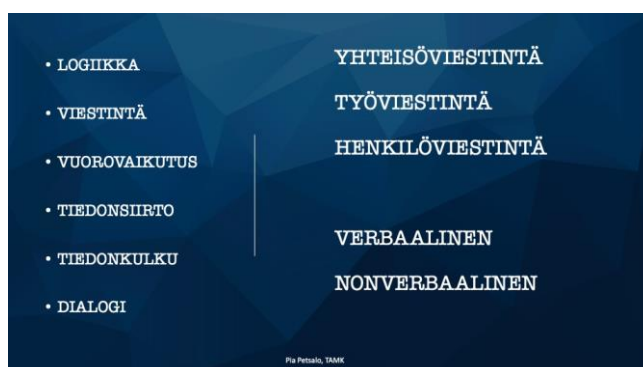 • LOGIIKKA
• VIESTINTÄ
• VUOROVAIKUTUS
• TIEDONSIIRTO
• TIEDONKULKU
• DIALOGI
YHTEISÖVIESTINTÄ
TYÖVIESTINTÄ
HENKILÖVIESTINTÄ
VERBAALINEN
NONVERBAALINEN
Pia Petsalo, TAMK